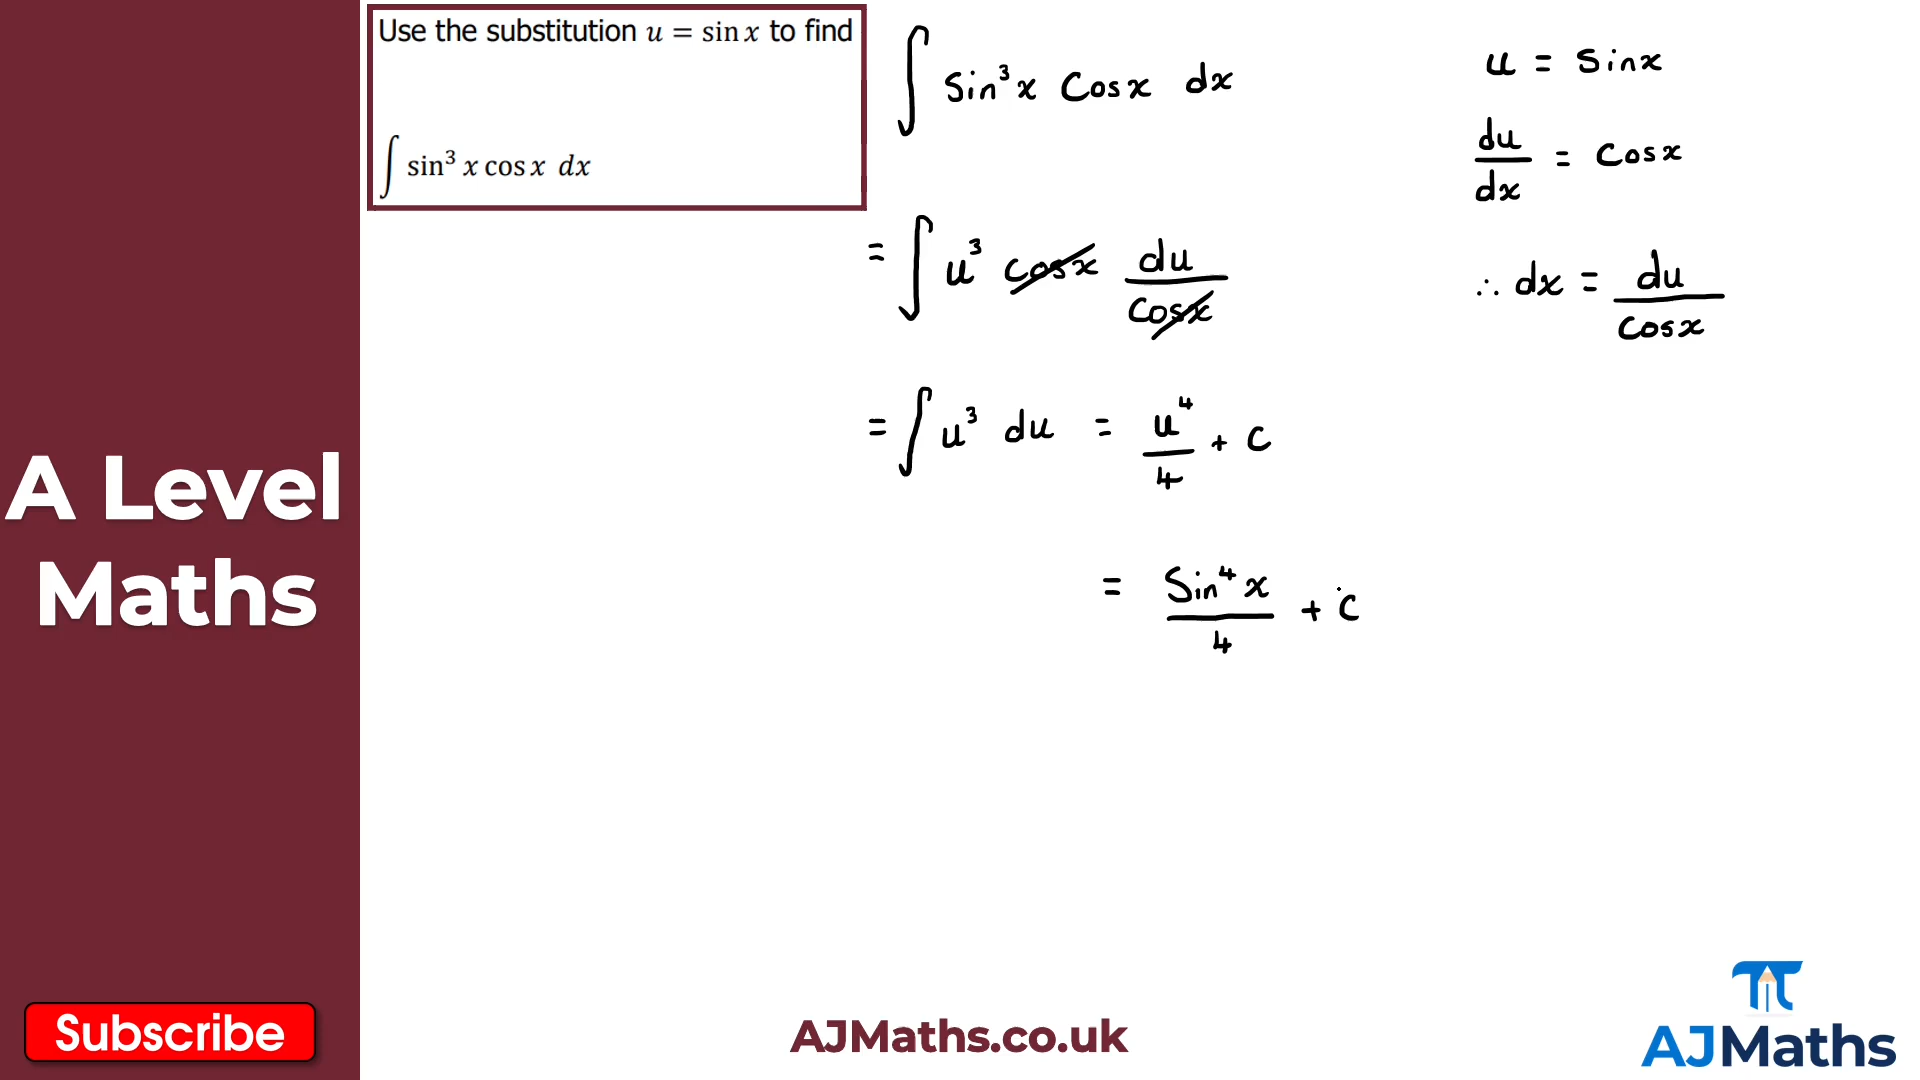 Use the substitution u = sin x to find
∫ sin³ x cos x dx
∫ sin³x cosx dx
= ∫ u³ cosx du/cosx
= ∫ u³ du = u⁴/4 + c
= sin⁴x/4 + c
u = sinx
du/dx = cosx
∴ dx = du/cosx
A Level
Maths
Subscribe
AJMaths.co.uk
AJMaths